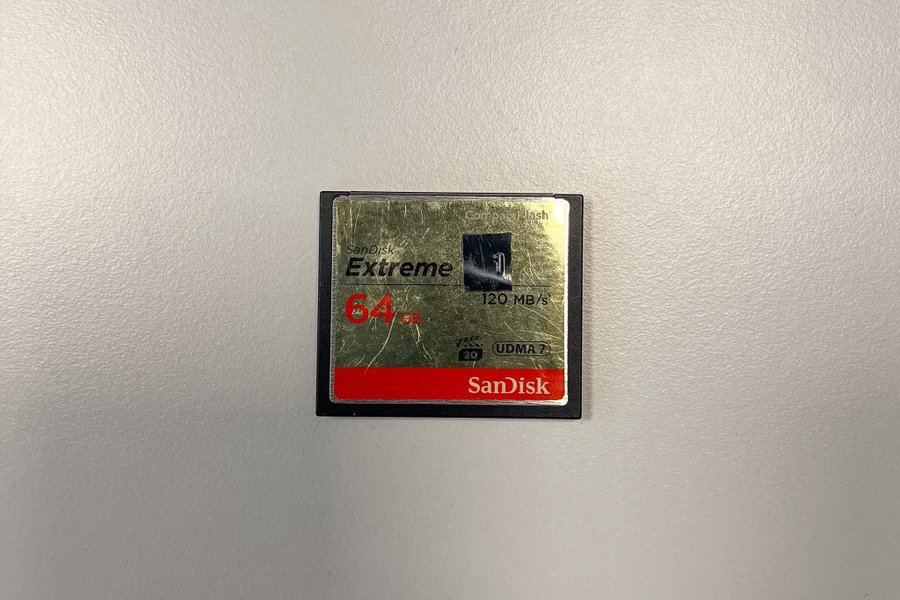 CompactFlash
SanDisk
Extreme
1
120 MB/s
64 GB
20
UDMA 7
SanDisk